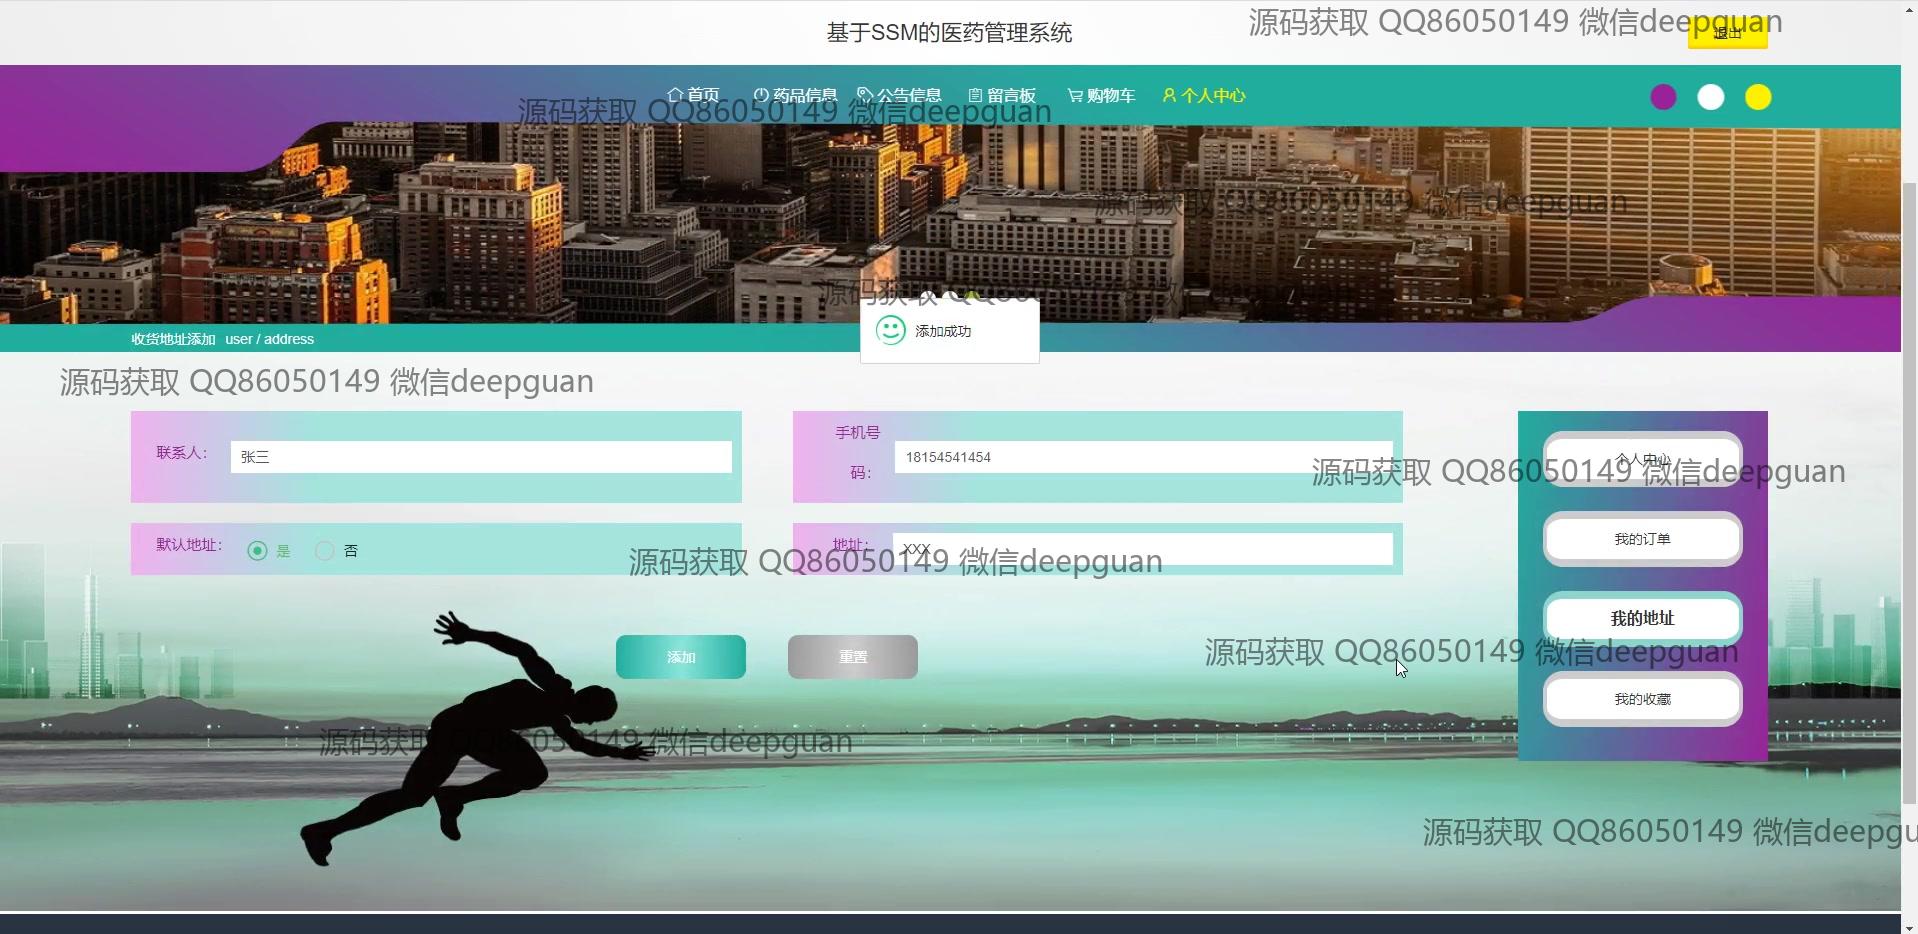 基于SSM的医药管理系统
源码获取 QQ86050149 微信deepguan
退出
首页 药品信息 公告信息 留言板 购物车 个人中心
源码获取 QQ86050149 微信deepguan
源码获取 QQ86050149 微信deepguan
源码获取
添加成功
收货地址添加 user / address
源码获取 QQ86050149 微信deepguan
联系人： 张三
手机号码： 18154541454
个人中心
源码获取 QQ86050149 微信deepguan
默认地址： 是 否
地址： XXX
我的订单
源码获取 QQ86050149 微信deepguan
我的地址
添加 重置
源码获取 QQ86050149 微信deepguan
我的收藏
源码获取 QQ86050149 微信deepguan
源码获取 QQ86050149 微信deepgu